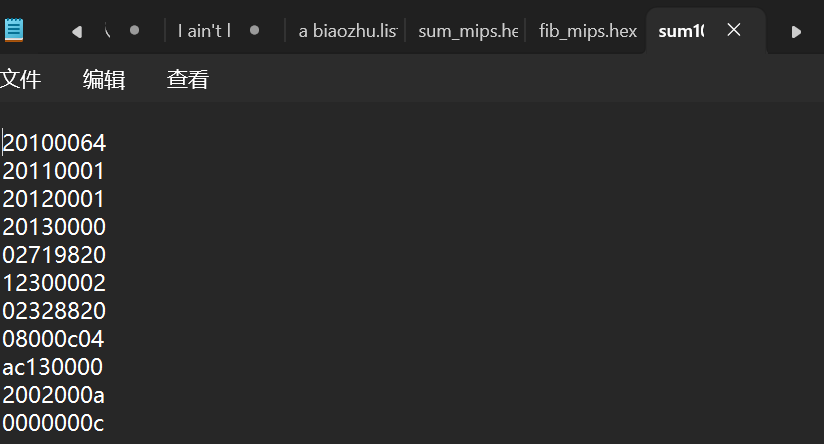 I ain't l
a biaozhu.lis
sum_mips.he
fib_mips.hex
sum10
文件 编辑 查看
20100064
20110001
20120001
20130000
02719820
12300002
02328820
08000c04
ac130000
2002000a
0000000c